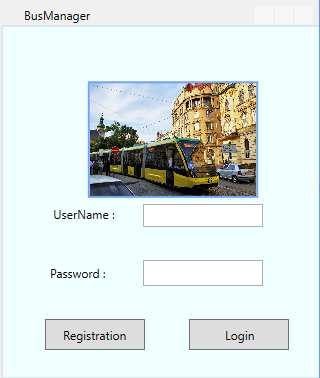 BusManager
UserName :
Password :
Registration
Login